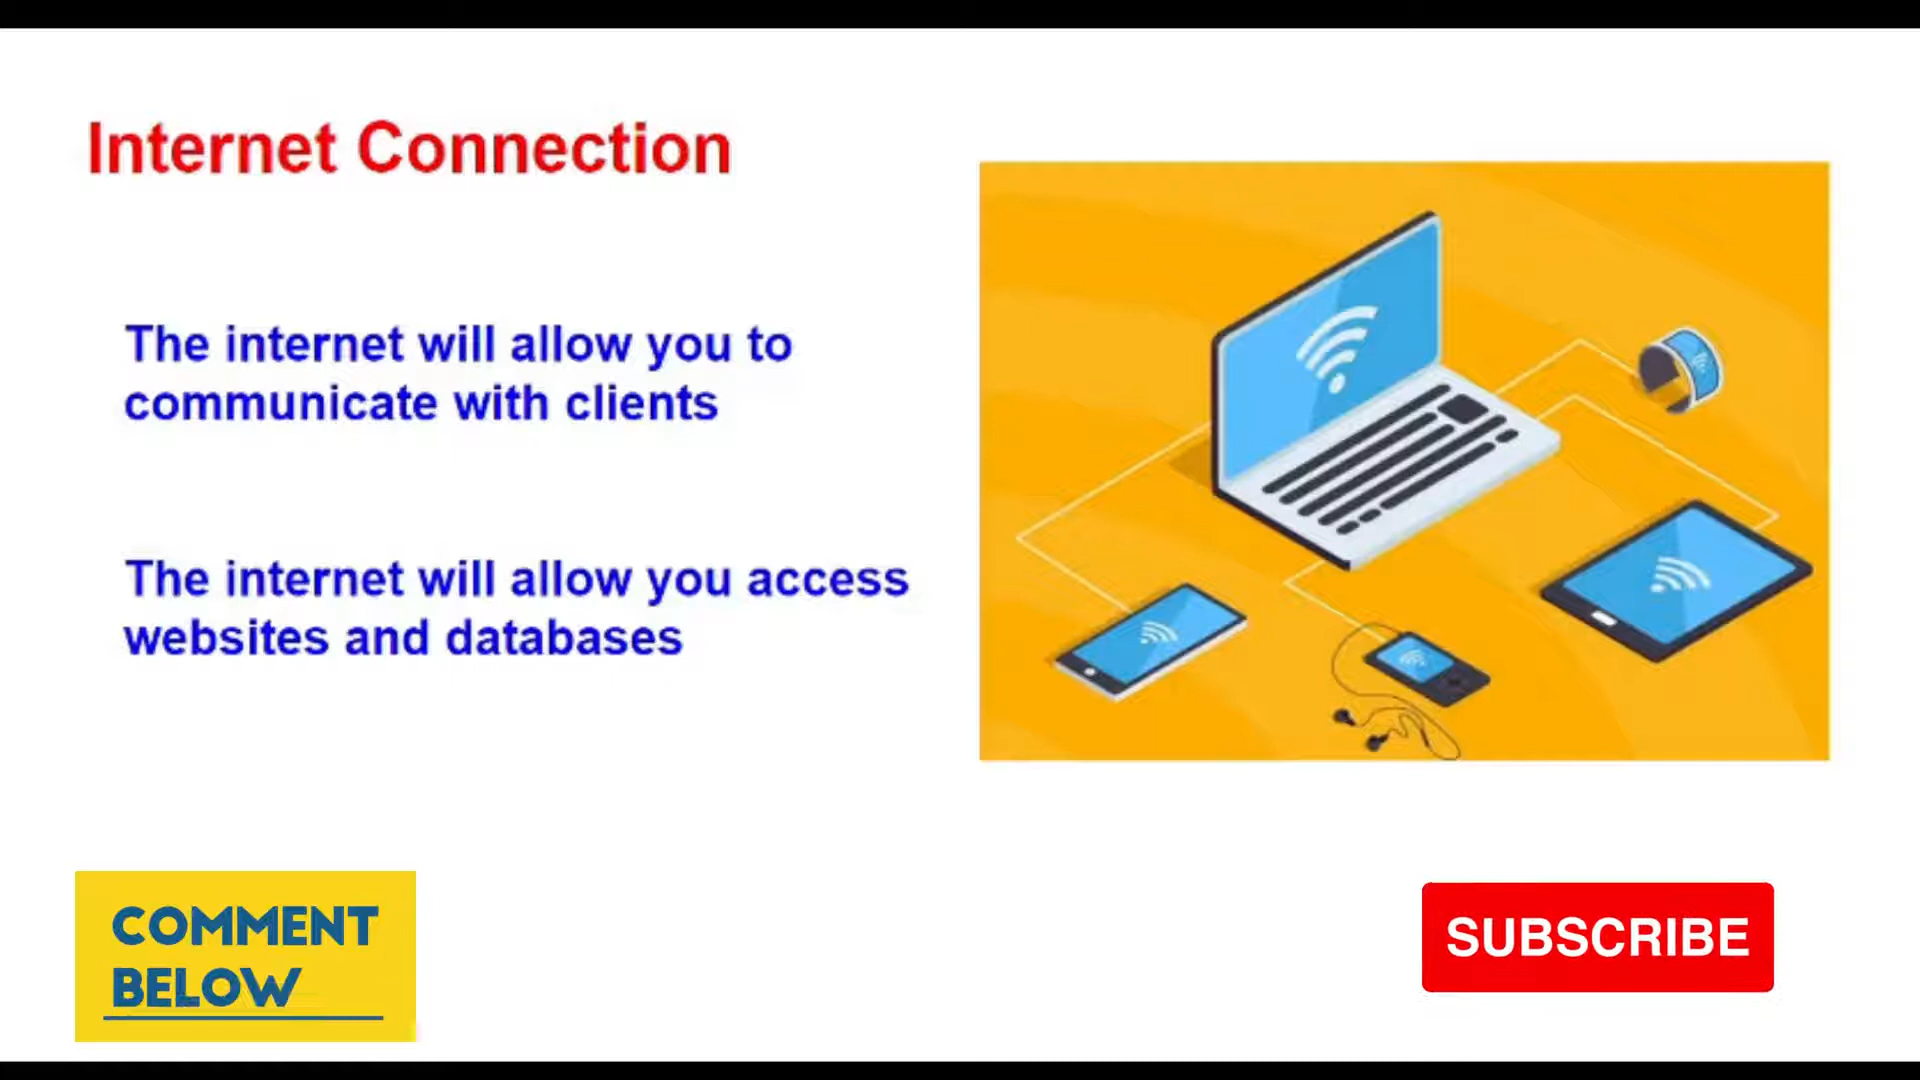 Internet Connection
The internet will allow you to
communicate with clients
The internet will allow you access
websites and databases
COMMENT
BELOW
SUBSCRIBE